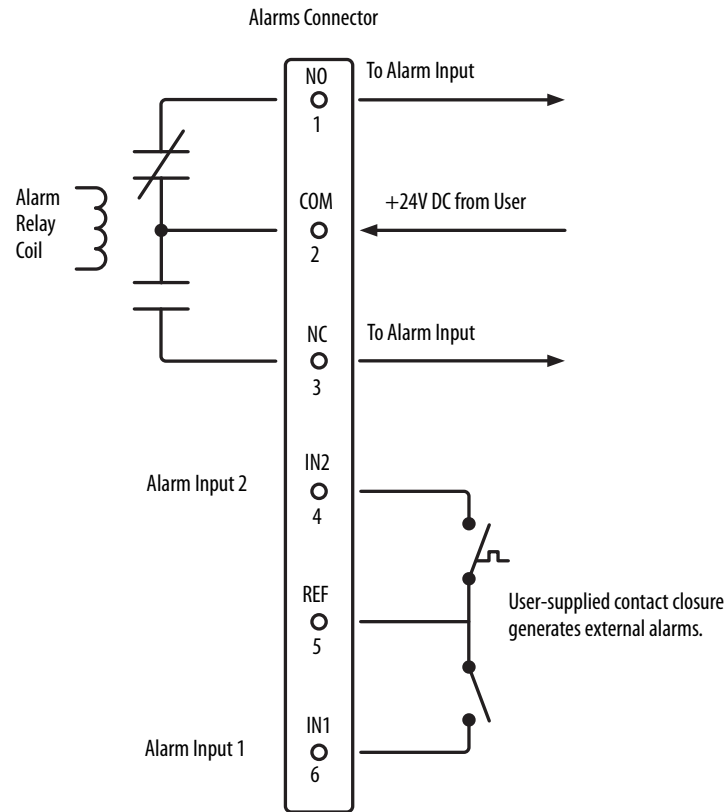 Alarms Connector
NO
To Alarm Input
1
Alarm
Relay
Coil
COM
+24V DC from User
2
NC
To Alarm Input
3
IN2
Alarm Input 2
4
REF
User-supplied contact closure
generates external alarms.
5
IN1
Alarm Input 1
6